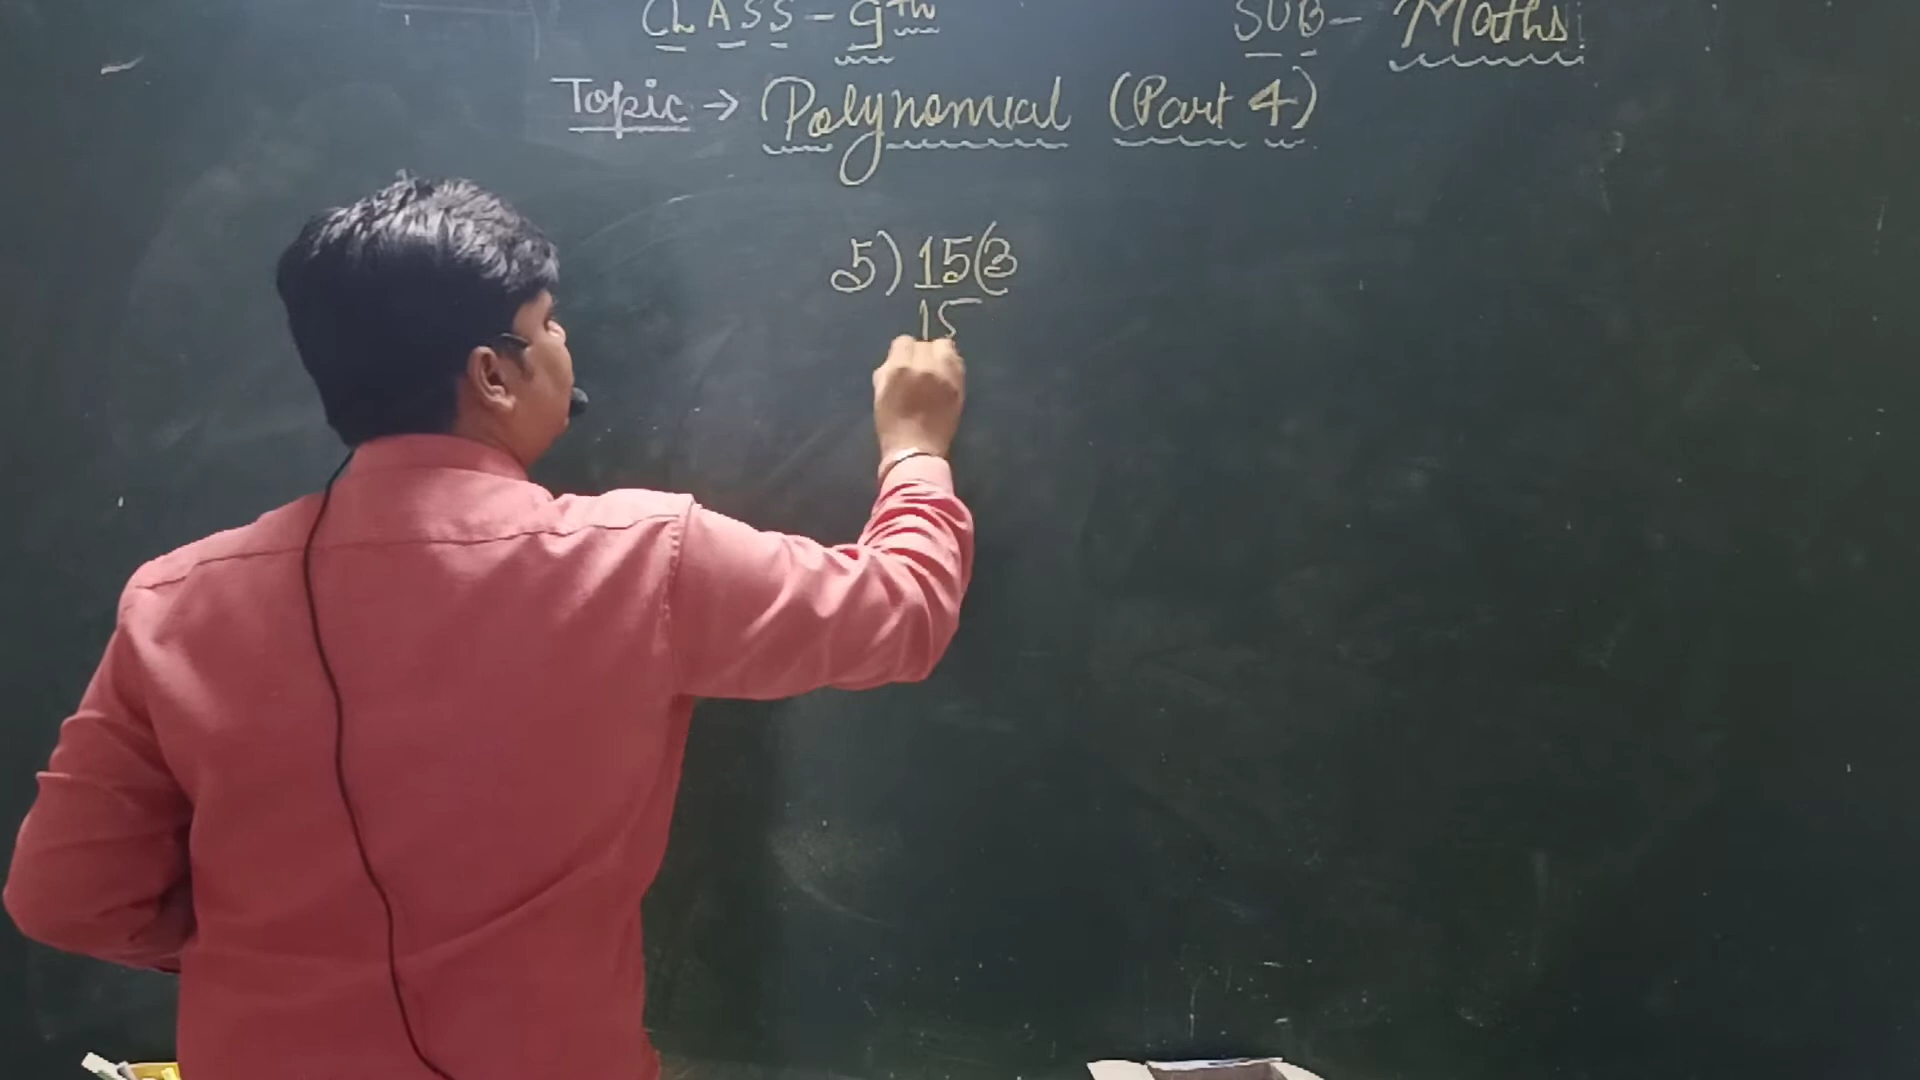 CLASS - 9th SUB - Maths
Topic → Polynomial (Part 4)
5) 15 (3
15